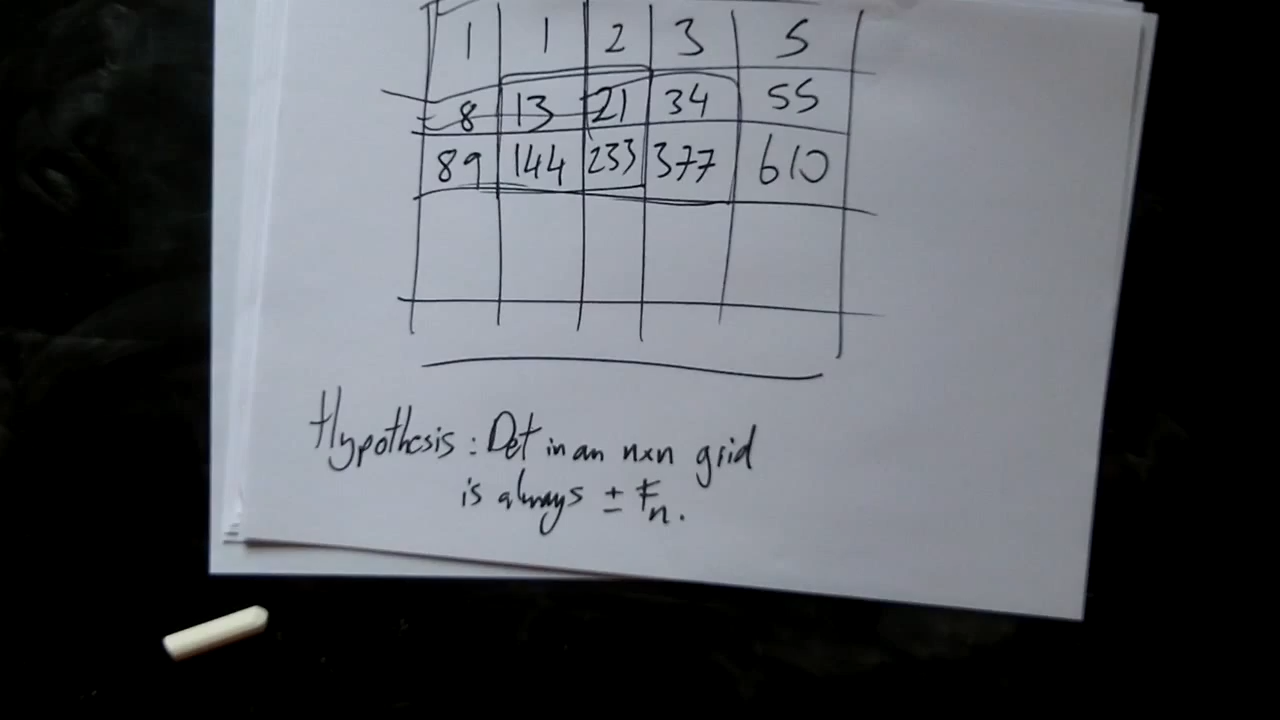 1 1 2 3 5
8 13 21 34 55
89 144 233 377 610
Hypothesis: Det in an n×n grid
is always ± Fn.